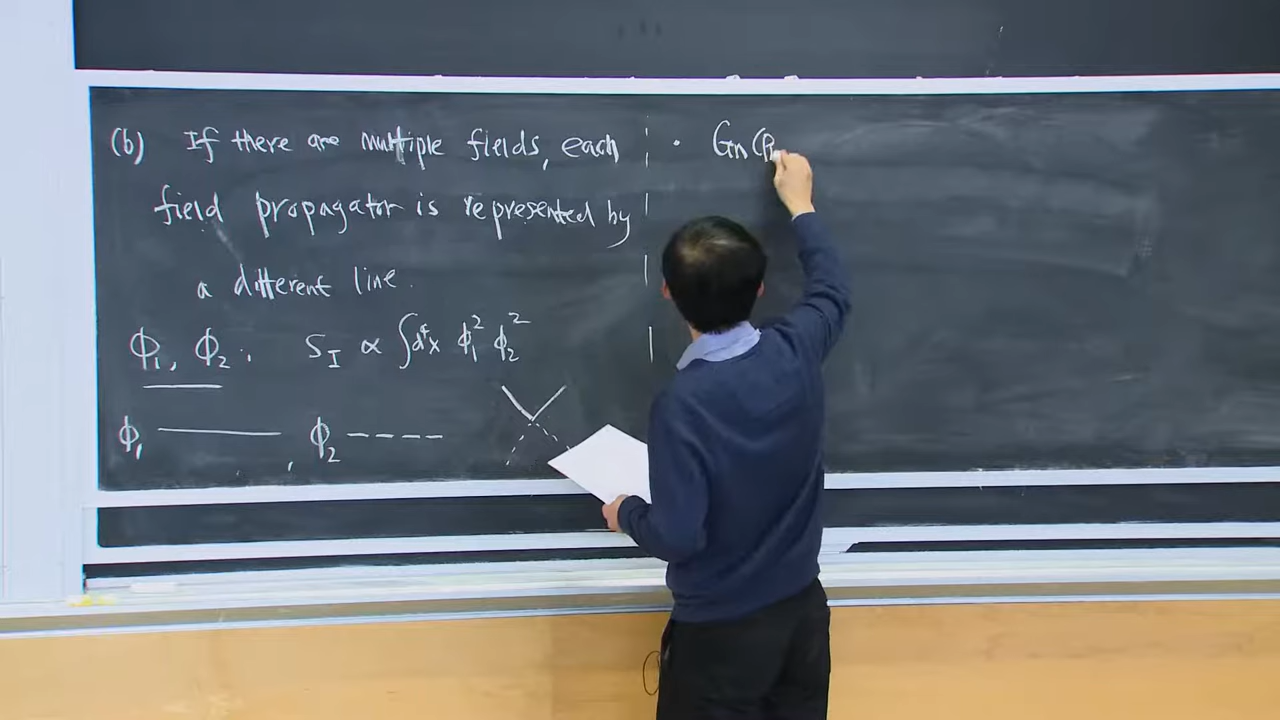 (b) If there are multiple fields, each
field propagator is represented by
a different line.
ϕ₁, ϕ₂: S_I ∝ ∫d⁴x ϕ₁² ϕ₂²
ϕ₁ ———, ϕ₂ ----
· Gn (P